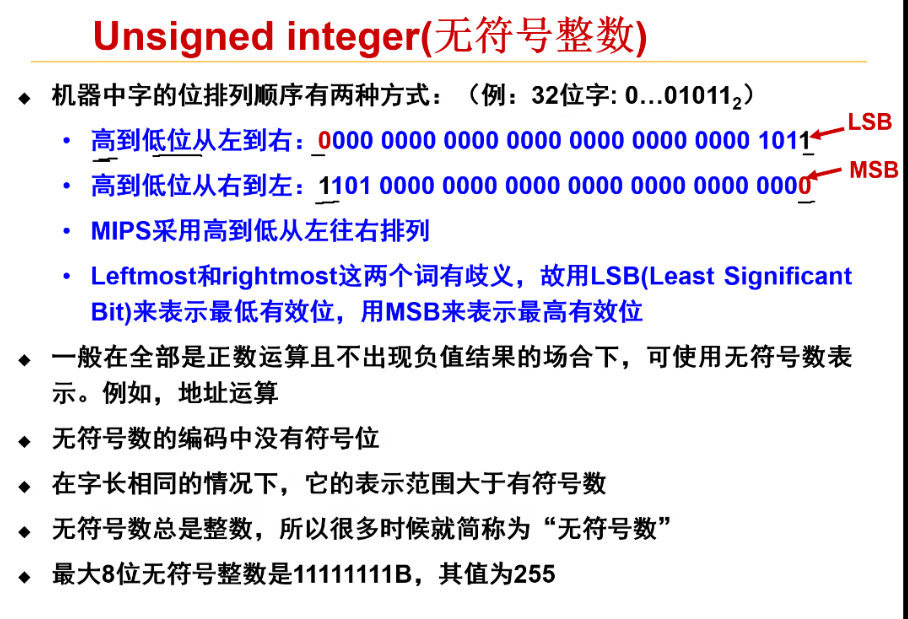 Unsigned integer(无符号整数)
◆ 机器中字的位排列顺序有两种方式：（例：32位字: 0…01011₂）
• 高到低位从左到右：0000 0000 0000 0000 0000 0000 0000 1011
LSB
• 高到低位从右到左：1101 0000 0000 0000 0000 0000 0000 0000
MSB
• MIPS采用高到低从左往右排列
• Leftmost和rightmost这两个词有歧义，故用LSB(Least Significant
Bit)来表示最低有效位，用MSB来表示最高有效位
◆ 一般在全部是正数运算且不出现负值结果的场合下，可使用无符号数表
示。例如，地址运算
◆ 无符号数的编码中没有符号位
◆ 在字长相同的情况下，它的表示范围大于有符号数
◆ 无符号数总是整数，所以很多时候就简称为“无符号数”
◆ 最大8位无符号整数是11111111B，其值为255